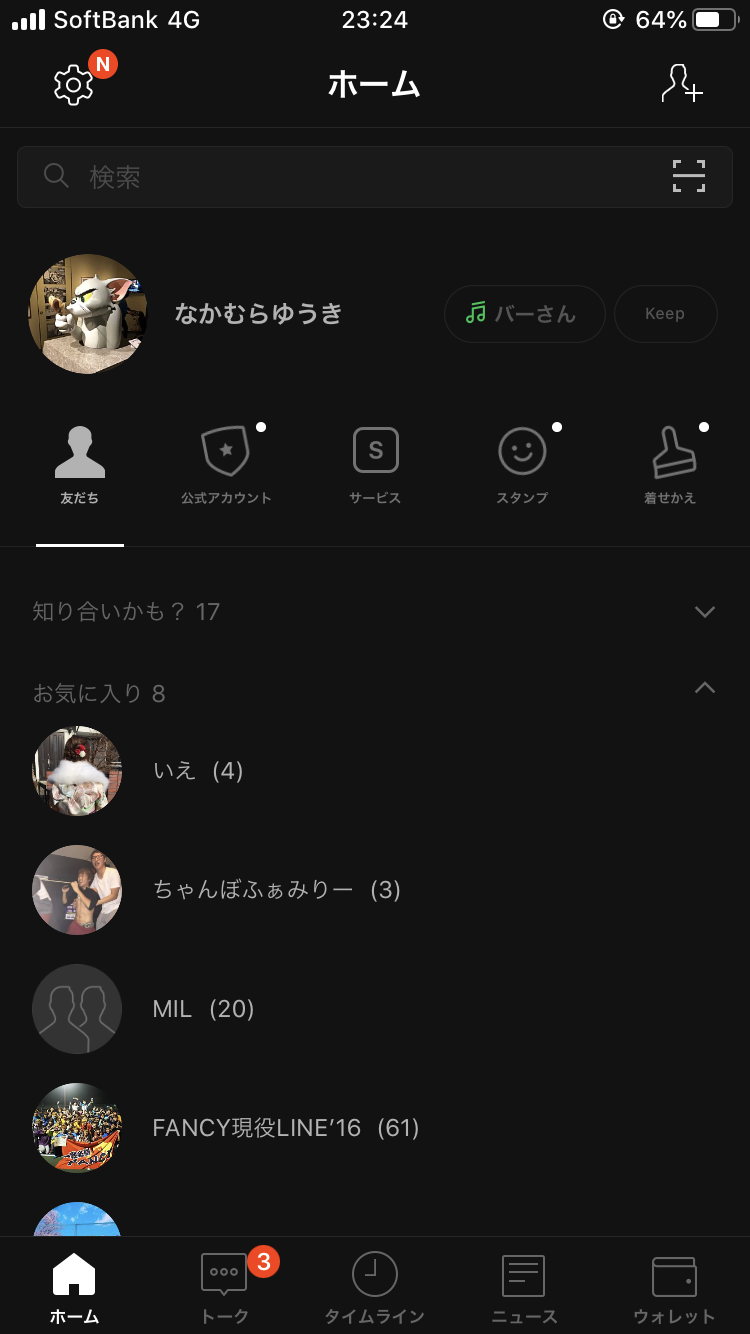 SoftBank 4G 23:24 64%
N
ホーム
検索
なかむらゆうき バーさん Keep
S
友だち 公式アカウント サービス スタンプ 着せかえ
知り合いかも？ 17
お気に入り 8
いえ (4)
ちゃんぼふぁみりー (3)
MIL (20)
FANCY現役LINE’16 (61)
3
ホーム トーク タイムライン ニュース ウォレット